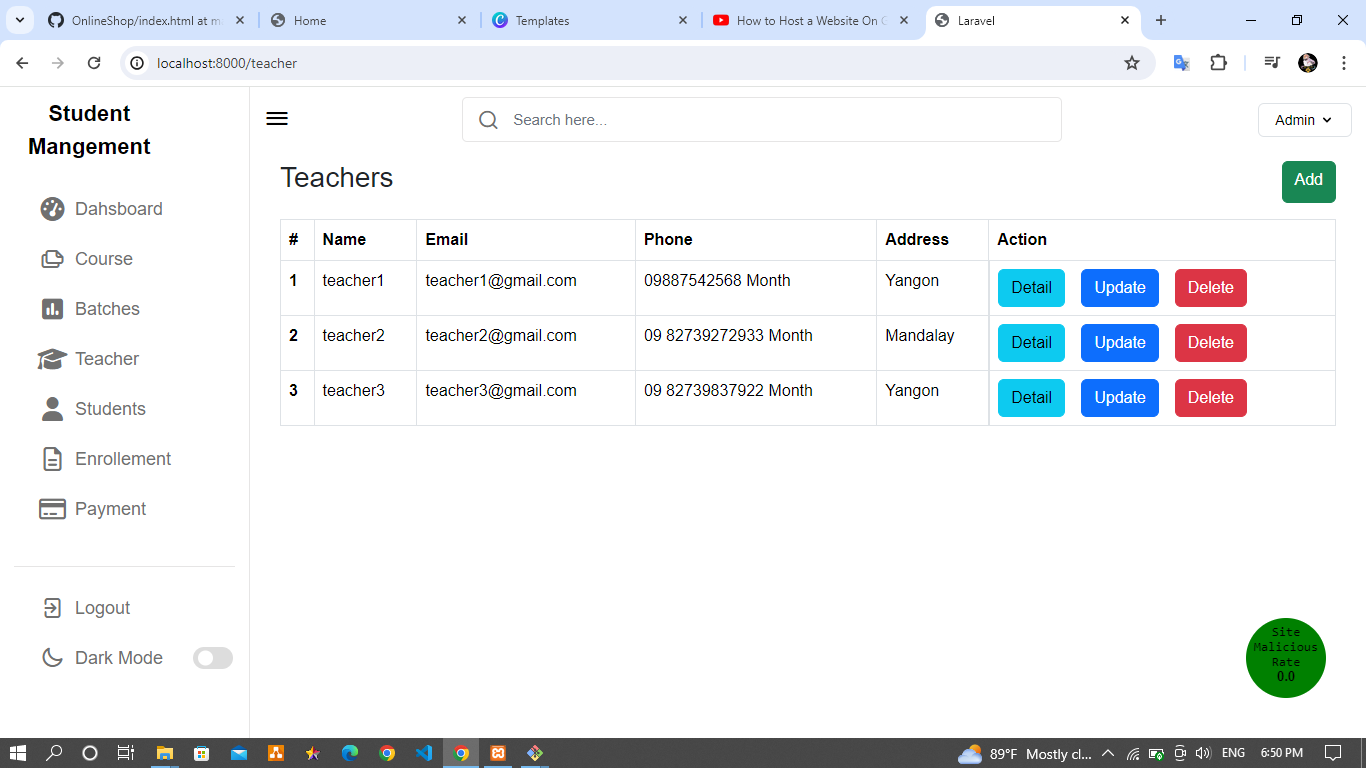 OnlineShop/index.html at m
Home
Templates
How to Host a Website On
Laravel
localhost:8000/teacher
Student
Mangement
Search here...
Admin
Dahsboard
Course
Batches
Teacher
Students
Enrollement
Payment
Logout
Dark Mode
Teachers
Add
# Name Email Phone Address Action
1 teacher1 teacher1@gmail.com 09887542568 Month Yangon Detail Update Delete
2 teacher2 teacher2@gmail.com 09 82739272933 Month Mandalay Detail Update Delete
3 teacher3 teacher3@gmail.com 09 82739837922 Month Yangon Detail Update Delete
Site
Malicious
Rate
0.0
89°F Mostly cl... ENG 6:50 PM